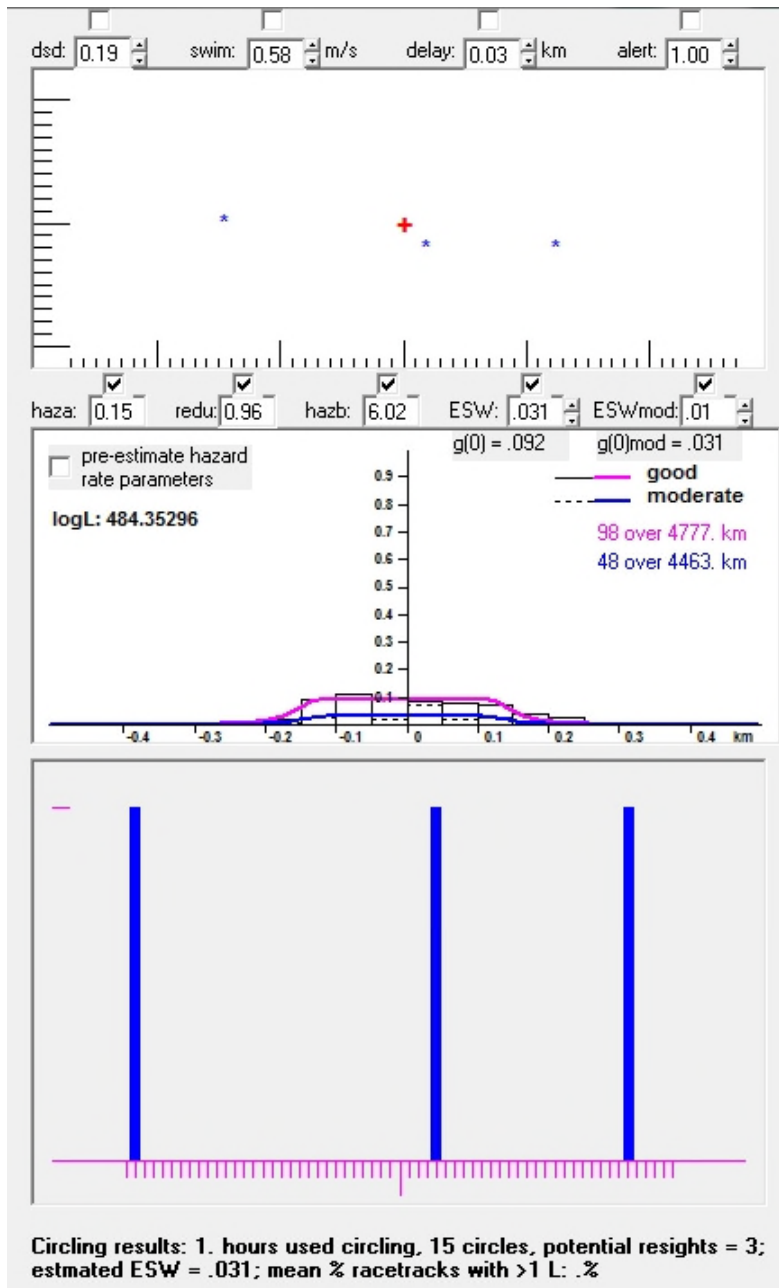 dsd: 0.19 swim: 0.58 m/s delay: 0.03 km alert: 1.00
haza: 0.15 redu: 0.96 hazb: 6.02 ESW: .031 ESWmod: .01
g(0) = .092 g(0)mod = .031
pre-estimate hazard
rate parameters
good
moderate
logL: 484.35296
98 over 4777. km
48 over 4463. km
0.9
0.8
0.7
0.6
0.5
0.4
0.3
0.2
0.1
-0.4 -0.3 -0.2 -0.1 0 0.1 0.2 0.3 0.4 km
Circling results: 1. hours used circling, 15 circles, potential resights = 3;
estmated ESW = .031; mean % racetracks with >1 L: .%